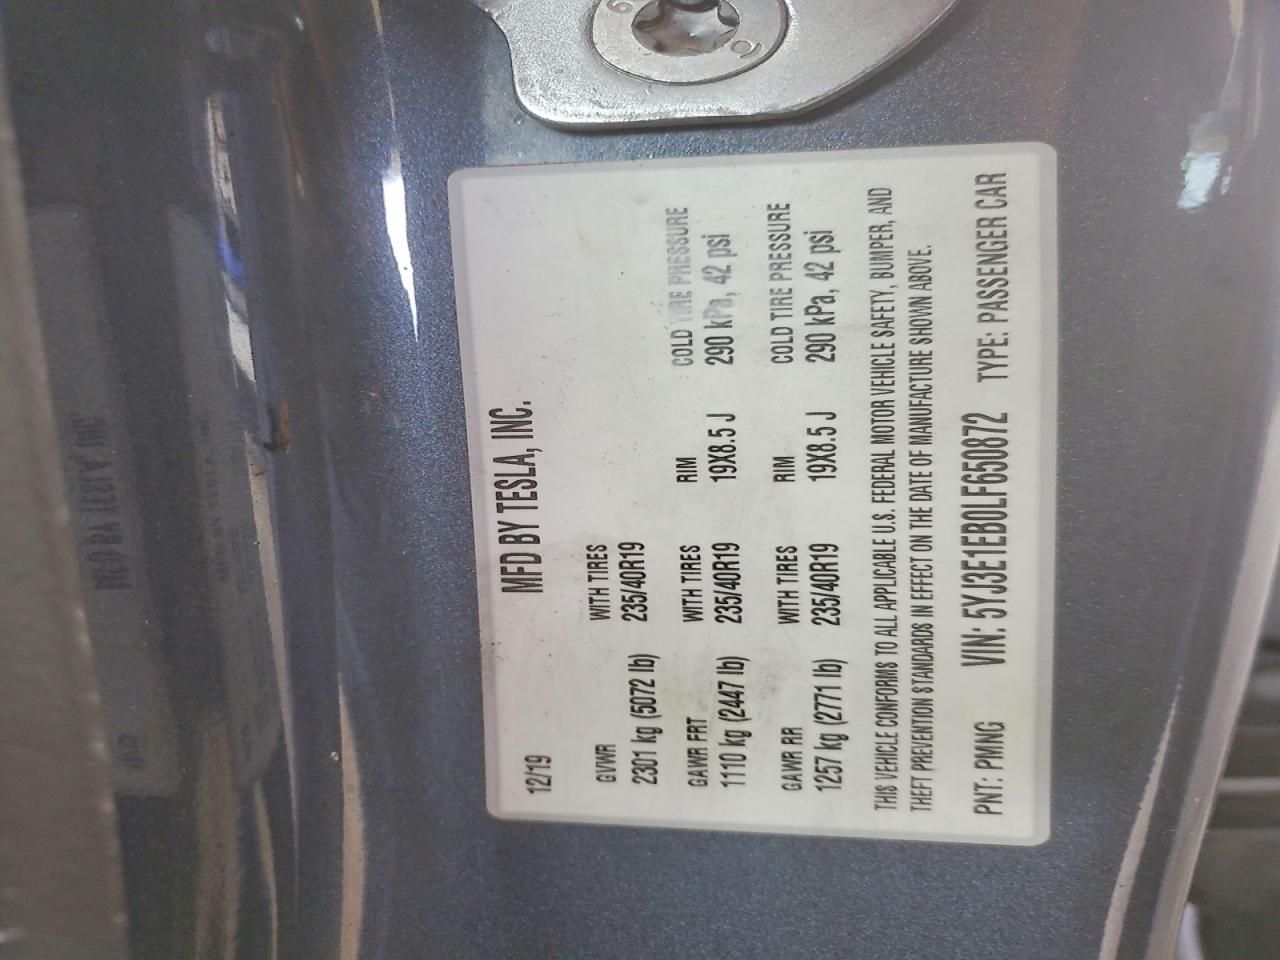 12/19 MFD BY TESLA, INC.
GVWR WITH TIRES
2301 kg (5072 lb) 235/40R19
GAWR FRT WITH TIRES RIM COLD TIRE PRESSURE
1110 kg (2447 lb) 235/40R19 19X8.5 J 290 kPa, 42 psi
GAWR RR WITH TIRES RIM COLD TIRE PRESSURE
1257 kg (2771 lb) 235/40R19 19X8.5 J 290 kPa, 42 psi
THIS VEHICLE CONFORMS TO ALL APPLICABLE U.S. FEDERAL MOTOR VEHICLE SAFETY, BUMPER, AND
THEFT PREVENTION STANDARDS IN EFFECT ON THE DATE OF MANUFACTURE SHOWN ABOVE.
PNT: PMNG VIN: 5YJ3E1EB0LF650872 TYPE: PASSENGER CAR